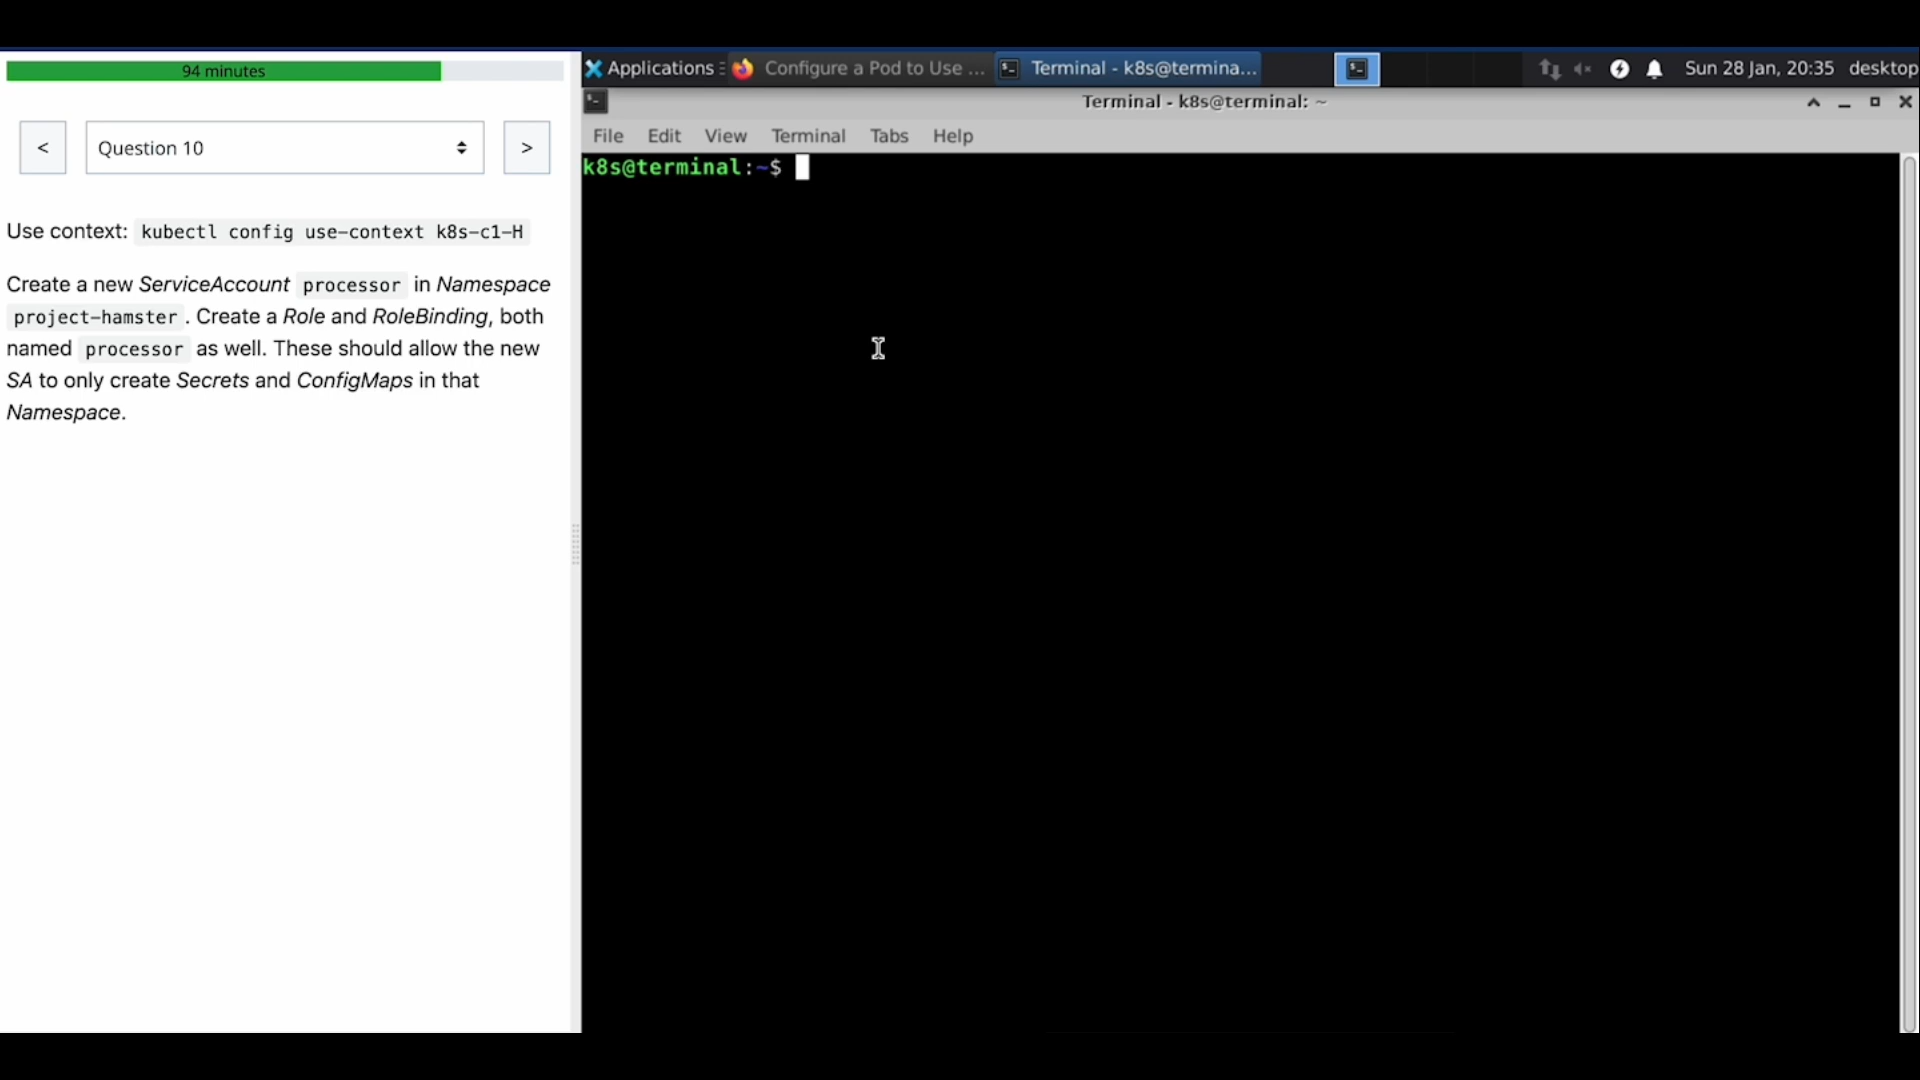 94 minutes
Applications
Configure a Pod to Use ...
Terminal - k8s@termina...
Sun 28 Jan, 20:35
desktop
Terminal - k8s@terminal: ~
<
Question 10
>
File Edit View Terminal Tabs Help
k8s@terminal:~$
Use context: kubectl config use-context k8s-c1-H
Create a new ServiceAccount processor in Namespace
project-hamster . Create a Role and RoleBinding, both
named processor as well. These should allow the new
SA to only create Secrets and ConfigMaps in that
Namespace.